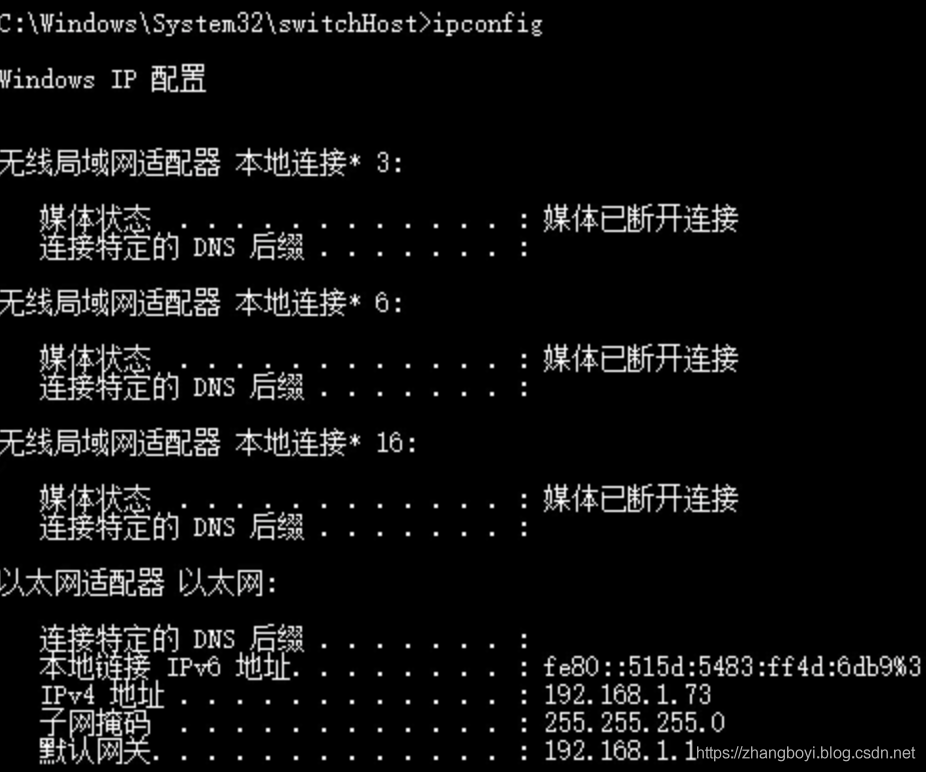 C:\Windows\System32\switchHost>ipconfig
Windows IP 配置
无线局域网适配器 本地连接* 3:
媒体状态 . . . . . . . . . . . . : 媒体已断开连接
连接特定的 DNS 后缀 . . . . . . . :
无线局域网适配器 本地连接* 6:
媒体状态 . . . . . . . . . . . . : 媒体已断开连接
连接特定的 DNS 后缀 . . . . . . . :
无线局域网适配器 本地连接* 16:
媒体状态 . . . . . . . . . . . . : 媒体已断开连接
连接特定的 DNS 后缀 . . . . . . . :
以太网适配器 以太网:
连接特定的 DNS 后缀 . . . . . . . :
本地链接 IPv6 地址. . . . . . . . : fe80::515d:5483:ff4d:6db9%3
IPv4 地址 . . . . . . . . . . . . : 192.168.1.73
子网掩码 . . . . . . . . . . . . : 255.255.255.0
默认网关. . . . . . . . . . . . . : 192.168.1.1
https://zhangboyi.blog.csdn.net